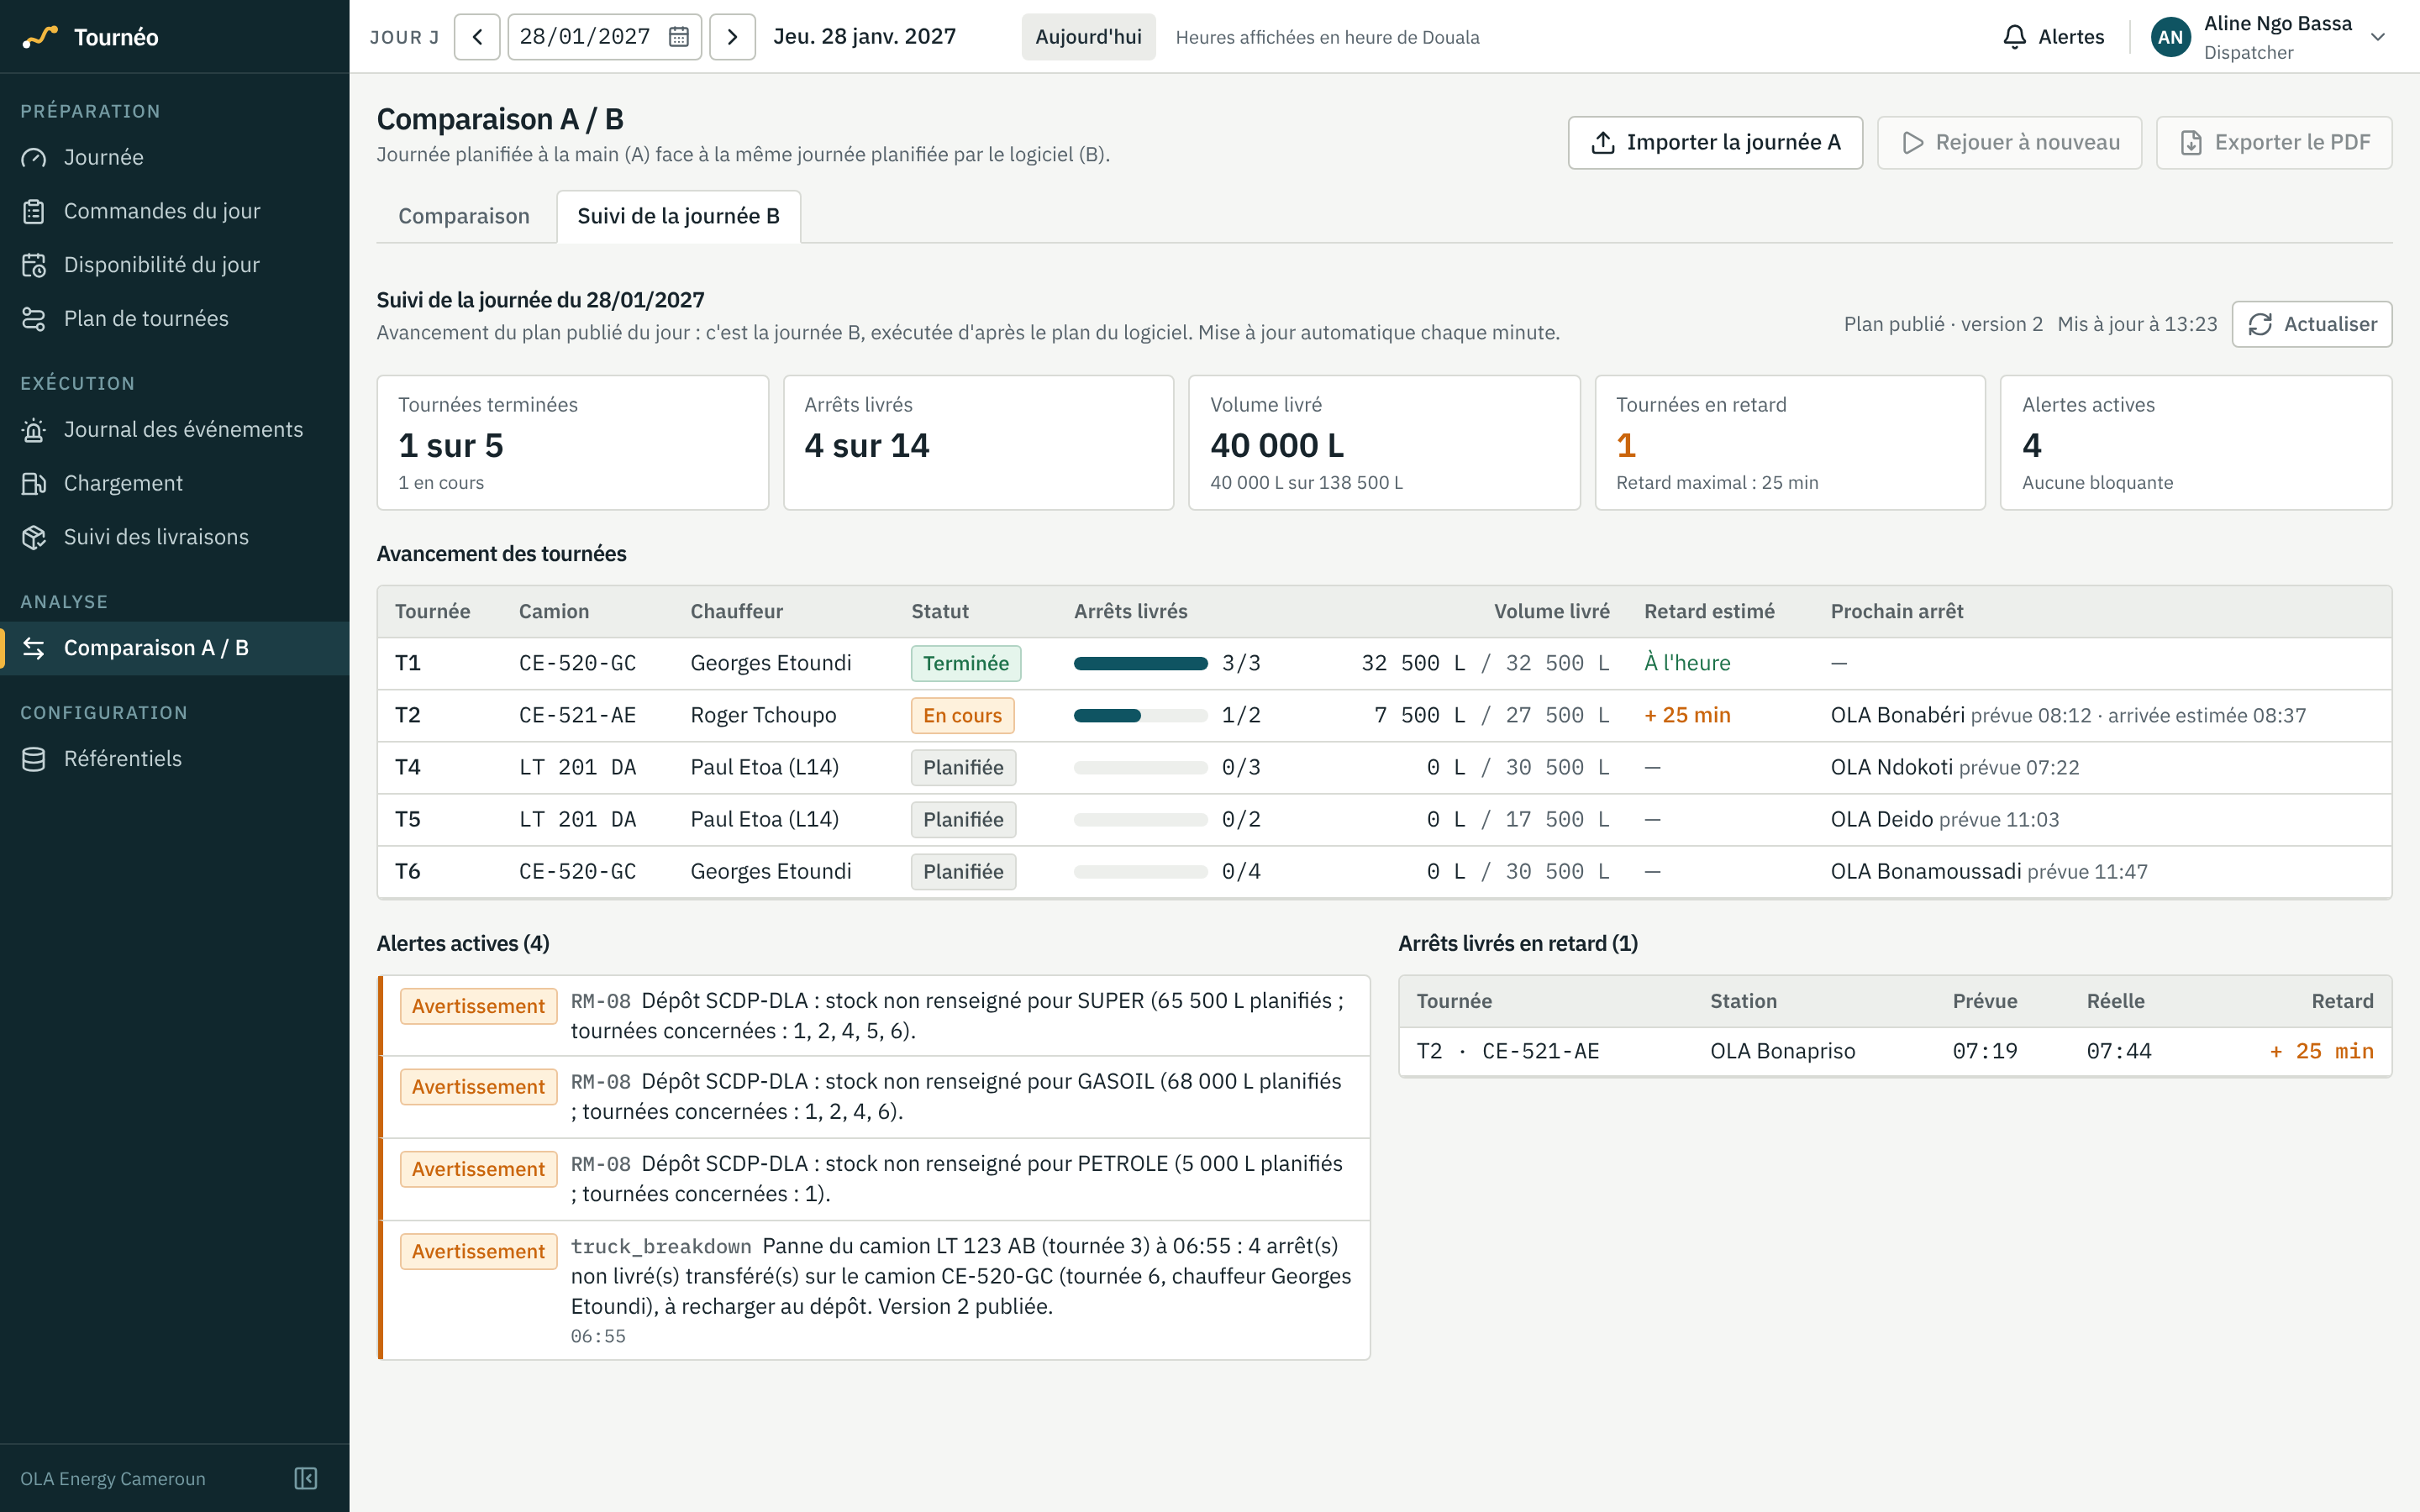 Tournéo
PRÉPARATION
Journée
Commandes du jour
Disponibilité du jour
Plan de tournées
EXÉCUTION
Journal des événements
Chargement
Suivi des livraisons
ANALYSE
Comparaison A / B
CONFIGURATION
Référentiels
OLA Energy Cameroun
JOUR J 28/01/2027 Jeu. 28 janv. 2027 Aujourd'hui Heures affichées en heure de Douala Alertes AN Aline Ngo Bassa
Dispatcher
Comparaison A / B
Journée planifiée à la main (A) face à la même journée planifiée par le logiciel (B).
Importer la journée A Rejouer à nouveau Exporter le PDF
Comparaison Suivi de la journée B
Suivi de la journée du 28/01/2027
Avancement du plan publié du jour : c'est la journée B, exécutée d'après le plan du logiciel. Mise à jour automatique chaque minute.
Plan publié · version 2 Mis à jour à 13:23 Actualiser
Tournées terminées
1 sur 5
1 en cours
Arrêts livrés
4 sur 14
Volume livré
40 000 L
40 000 L sur 138 500 L
Tournées en retard
1
Retard maximal : 25 min
Alertes actives
4
Aucune bloquante
Avancement des tournées
Tournée Camion Chauffeur Statut Arrêts livrés Volume livré Retard estimé Prochain arrêt
T1 CE-520-GC Georges Etoundi Terminée 3/3 32 500 L / 32 500 L À l'heure —
T2 CE-521-AE Roger Tchoupo En cours 1/2 7 500 L / 27 500 L + 25 min OLA Bonabéri prévue 08:12 · arrivée estimée 08:37
T4 LT 201 DA Paul Etoa (L14) Planifiée 0/3 0 L / 30 500 L — OLA Ndokoti prévue 07:22
T5 LT 201 DA Paul Etoa (L14) Planifiée 0/2 0 L / 17 500 L — OLA Deido prévue 11:03
T6 CE-520-GC Georges Etoundi Planifiée 0/4 0 L / 30 500 L — OLA Bonamoussadi prévue 11:47
Alertes actives (4)
Avertissement RM-08 Dépôt SCDP-DLA : stock non renseigné pour SUPER (65 500 L planifiés ;
tournées concernées : 1, 2, 4, 5, 6).
Avertissement RM-08 Dépôt SCDP-DLA : stock non renseigné pour GASOIL (68 000 L planifiés
; tournées concernées : 1, 2, 4, 6).
Avertissement RM-08 Dépôt SCDP-DLA : stock non renseigné pour PETROLE (5 000 L planifiés
; tournées concernées : 1).
Avertissement truck_breakdown Panne du camion LT 123 AB (tournée 3) à 06:55 : 4 arrêt(s)
non livré(s) transféré(s) sur le camion CE-520-GC (tournée 6, chauffeur Georges
Etoundi), à recharger au dépôt. Version 2 publiée.
06:55
Arrêts livrés en retard (1)
Tournée Station Prévue Réelle Retard
T2 · CE-521-AE OLA Bonapriso 07:19 07:44 + 25 min